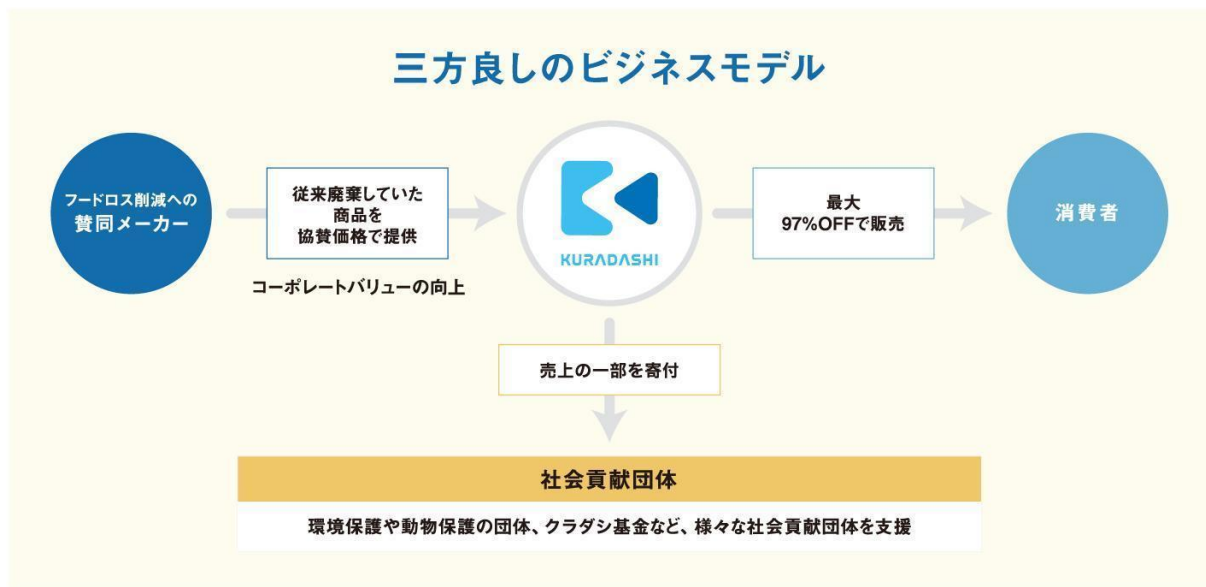 三方良しのビジネスモデル
フードロス削減への
賛同メーカー
従来廃棄していた
商品を
協賛価格で提供
コーポレートバリューの向上
KURADASHI
最大
97%OFFで販売
消費者
売上の一部を寄付
社会貢献団体
環境保護や動物保護の団体、クラダシ基金など、様々な社会貢献団体を支援